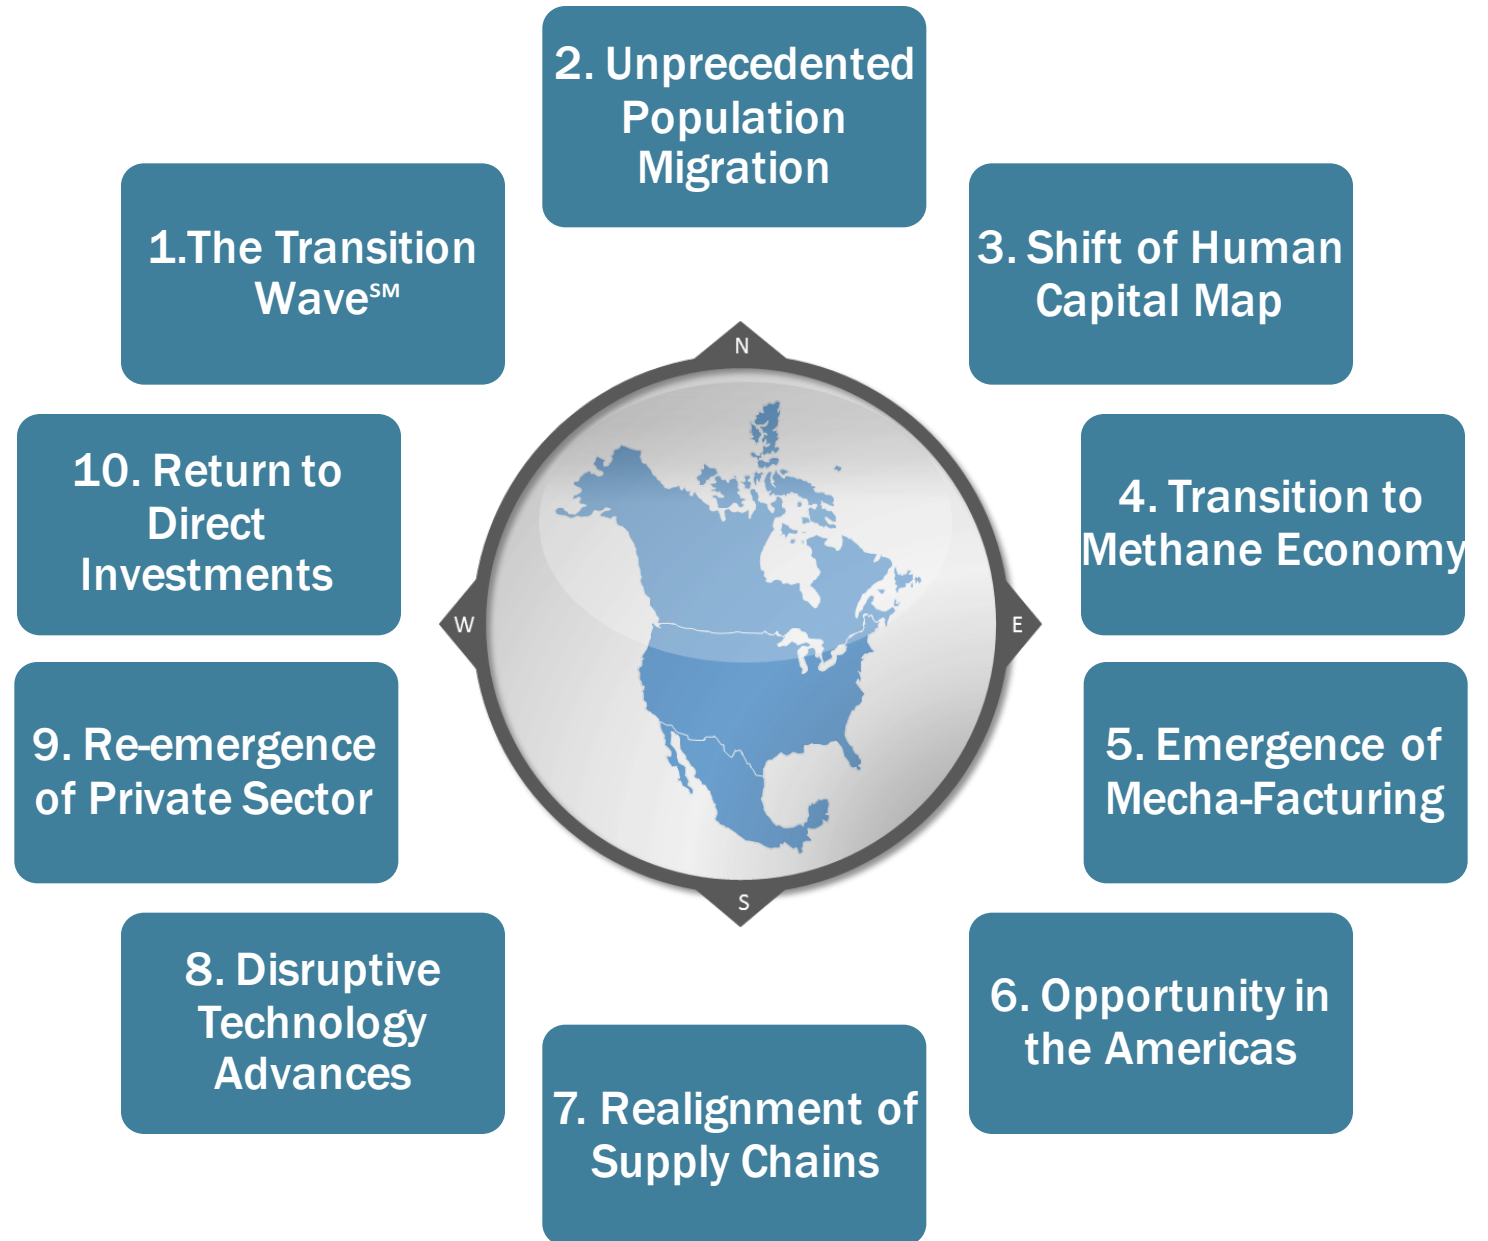 1.The Transition
Wave℠
2. Unprecedented
Population
Migration
3. Shift of Human
Capital Map
4. Transition to
Methane Economy
5. Emergence of
Mecha-Facturing
6. Opportunity in
the Americas
7. Realignment of
Supply Chains
8. Disruptive
Technology
Advances
9. Re-emergence
of Private Sector
10. Return to
Direct
Investments
N
W
E
S